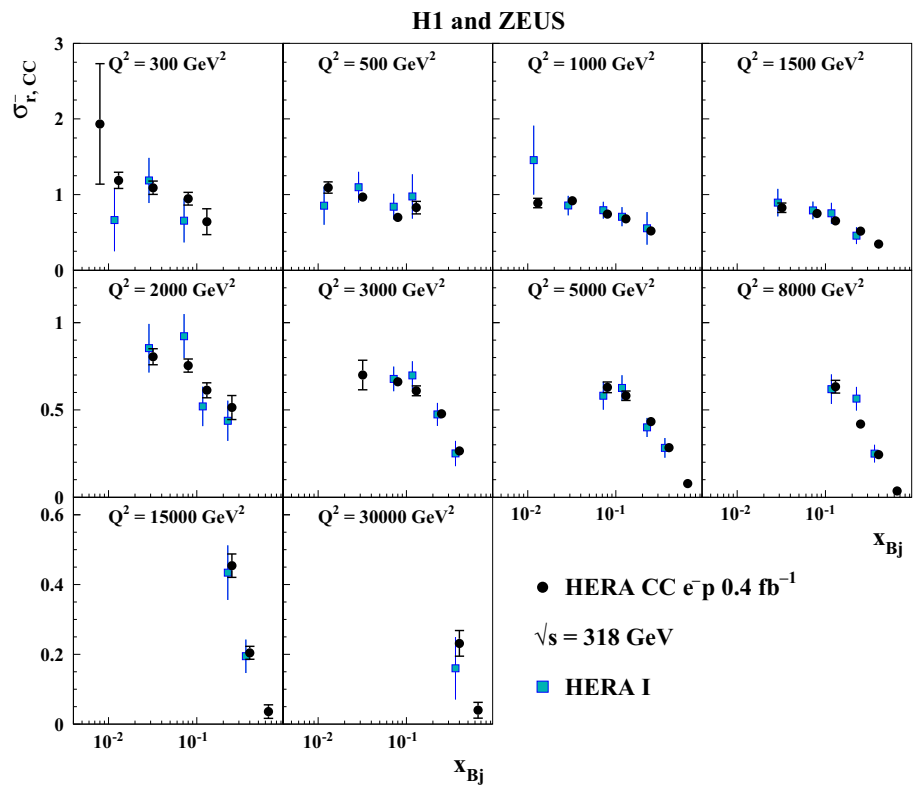 H1 and ZEUS
σ⁻r, CC
3
2
1
0
Q² = 300 GeV²
Q² = 500 GeV²
Q² = 1000 GeV²
Q² = 1500 GeV²
1
0.5
0
Q² = 2000 GeV²
Q² = 3000 GeV²
Q² = 5000 GeV²
Q² = 8000 GeV²
10⁻² 10⁻¹
10⁻² 10⁻¹
xBj
0.6
0.4
0.2
0
Q² = 15000 GeV²
Q² = 30000 GeV²
10⁻² 10⁻¹
10⁻² 10⁻¹
xBj
HERA CC e⁻p 0.4 fb⁻¹
√s = 318 GeV
HERA I